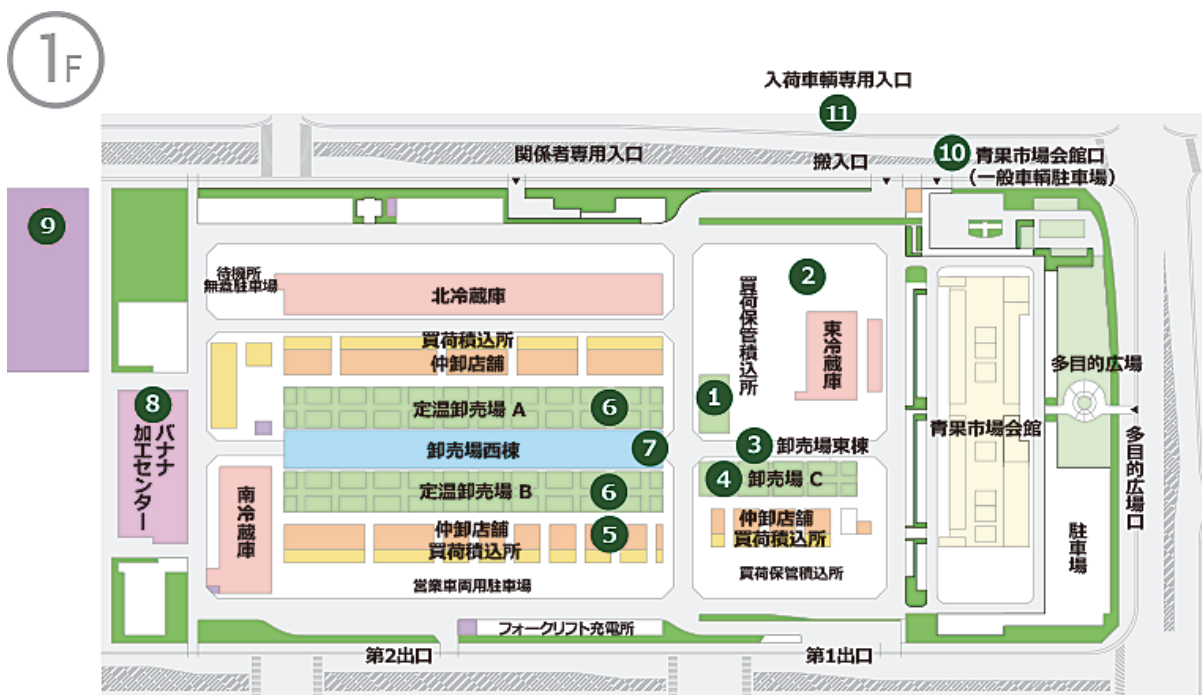 1F
入荷車輌専用入口
11
関係者専用入口
搬入口
10
青果市場会館口
(一般車輌駐車場)
9
待機所
無蓋駐車場
北冷蔵庫
2
買荷保管積込所
東冷蔵庫
買荷積込所
仲卸店舗
多目的広場
8
バナナ
加工センター
定温卸売場 A
6
1
卸売場西棟
7
3
卸売場東棟
青果市場会館
多目的広場口
南冷蔵庫
定温卸売場 B
6
4
卸売場 C
仲卸店舗
買荷積込所
5
仲卸店舗
買荷積込所
駐車場
営業車両用駐車場
買荷保管積込所
フォークリフト充電所
第2出口
第1出口